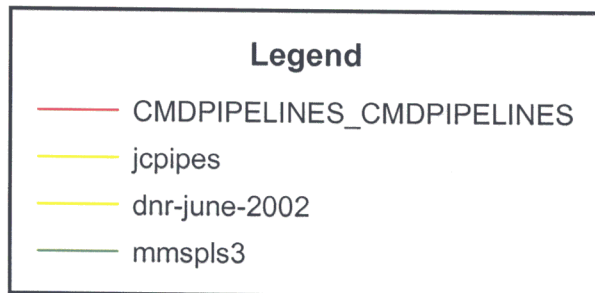 Legend
CMDPIPELINES_CMDPIPELINES
jcpipes
dnr-june-2002
mmspls3